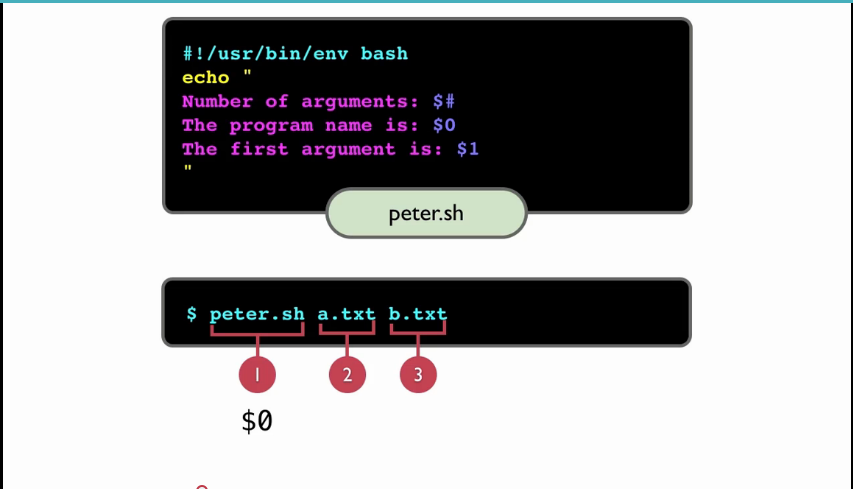 #!/usr/bin/env bash
echo "
Number of arguments: $#
The program name is: $0
The first argument is: $1
"
peter.sh
$ peter.sh a.txt b.txt
1 2 3
$0